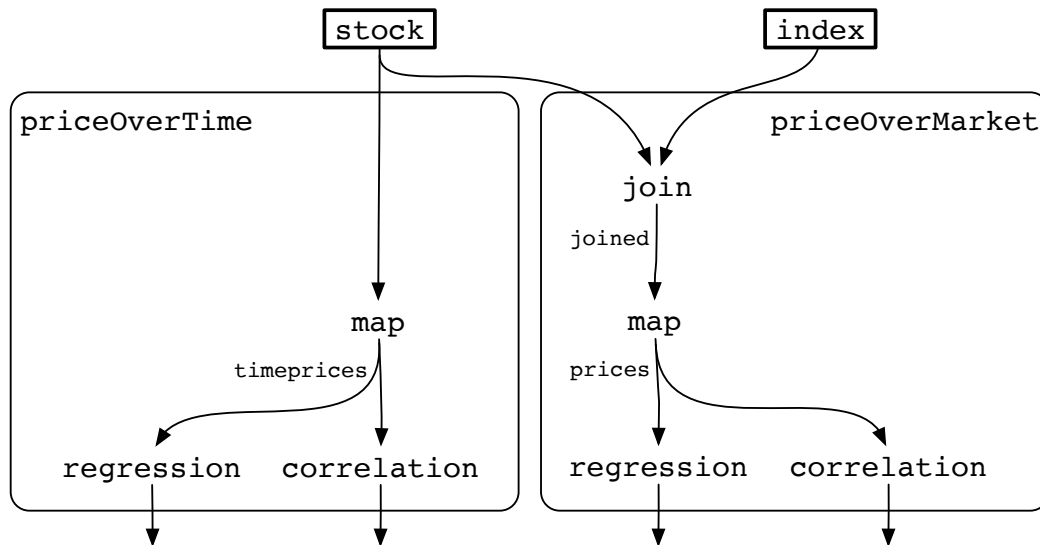 stock
index
priceOverTime
priceOverMarket
join
joined
map
map
timeprices
prices
regression
correlation
regression
correlation